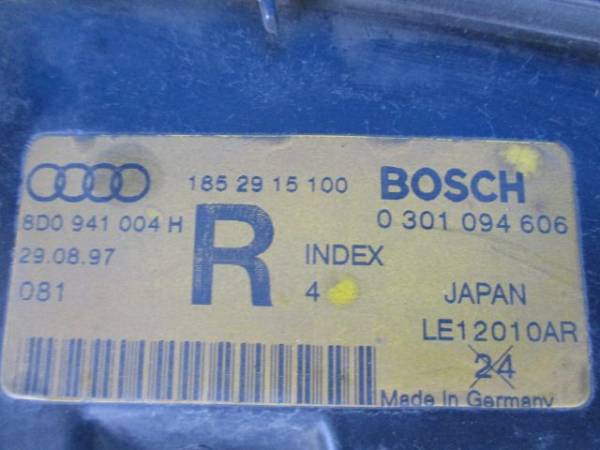 185 29 15 100 BOSCH
8D0 941 004 H R 0 301 094 606
29.08.97 INDEX
081 4 JAPAN
LE12010AR
24
Made In Germany